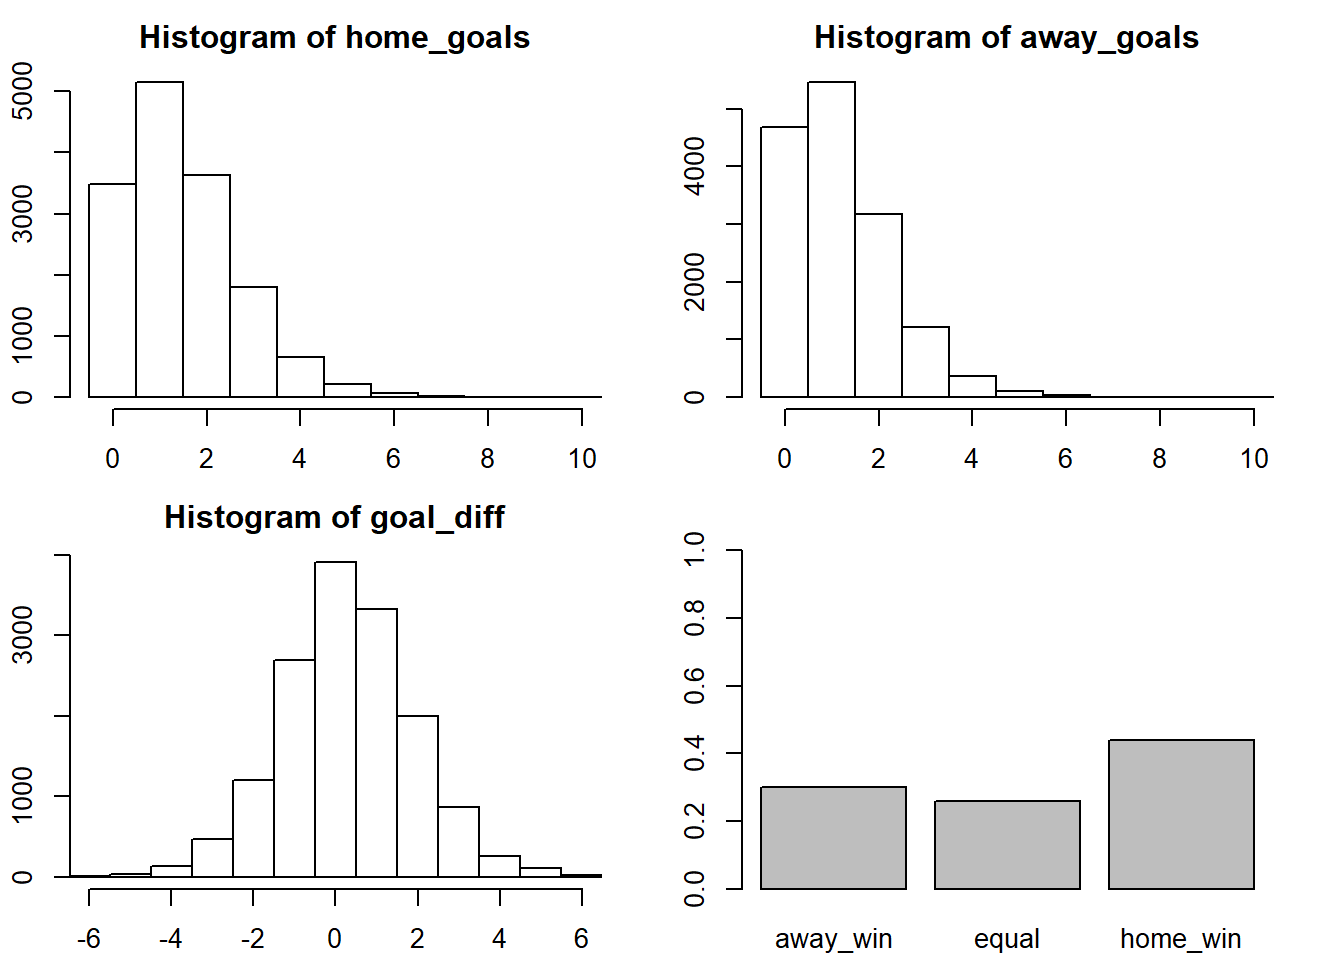 Histogram of home_goals
5000
3000
1000
0
0 2 4 6 8 10
Histogram of away_goals
4000
2000
0
0 2 4 6 8 10
Histogram of goal_diff
3000
1000
0
-6 -4 -2 0 2 4 6
1.0
0.8
0.6
0.4
0.2
0.0
away_win equal home_win